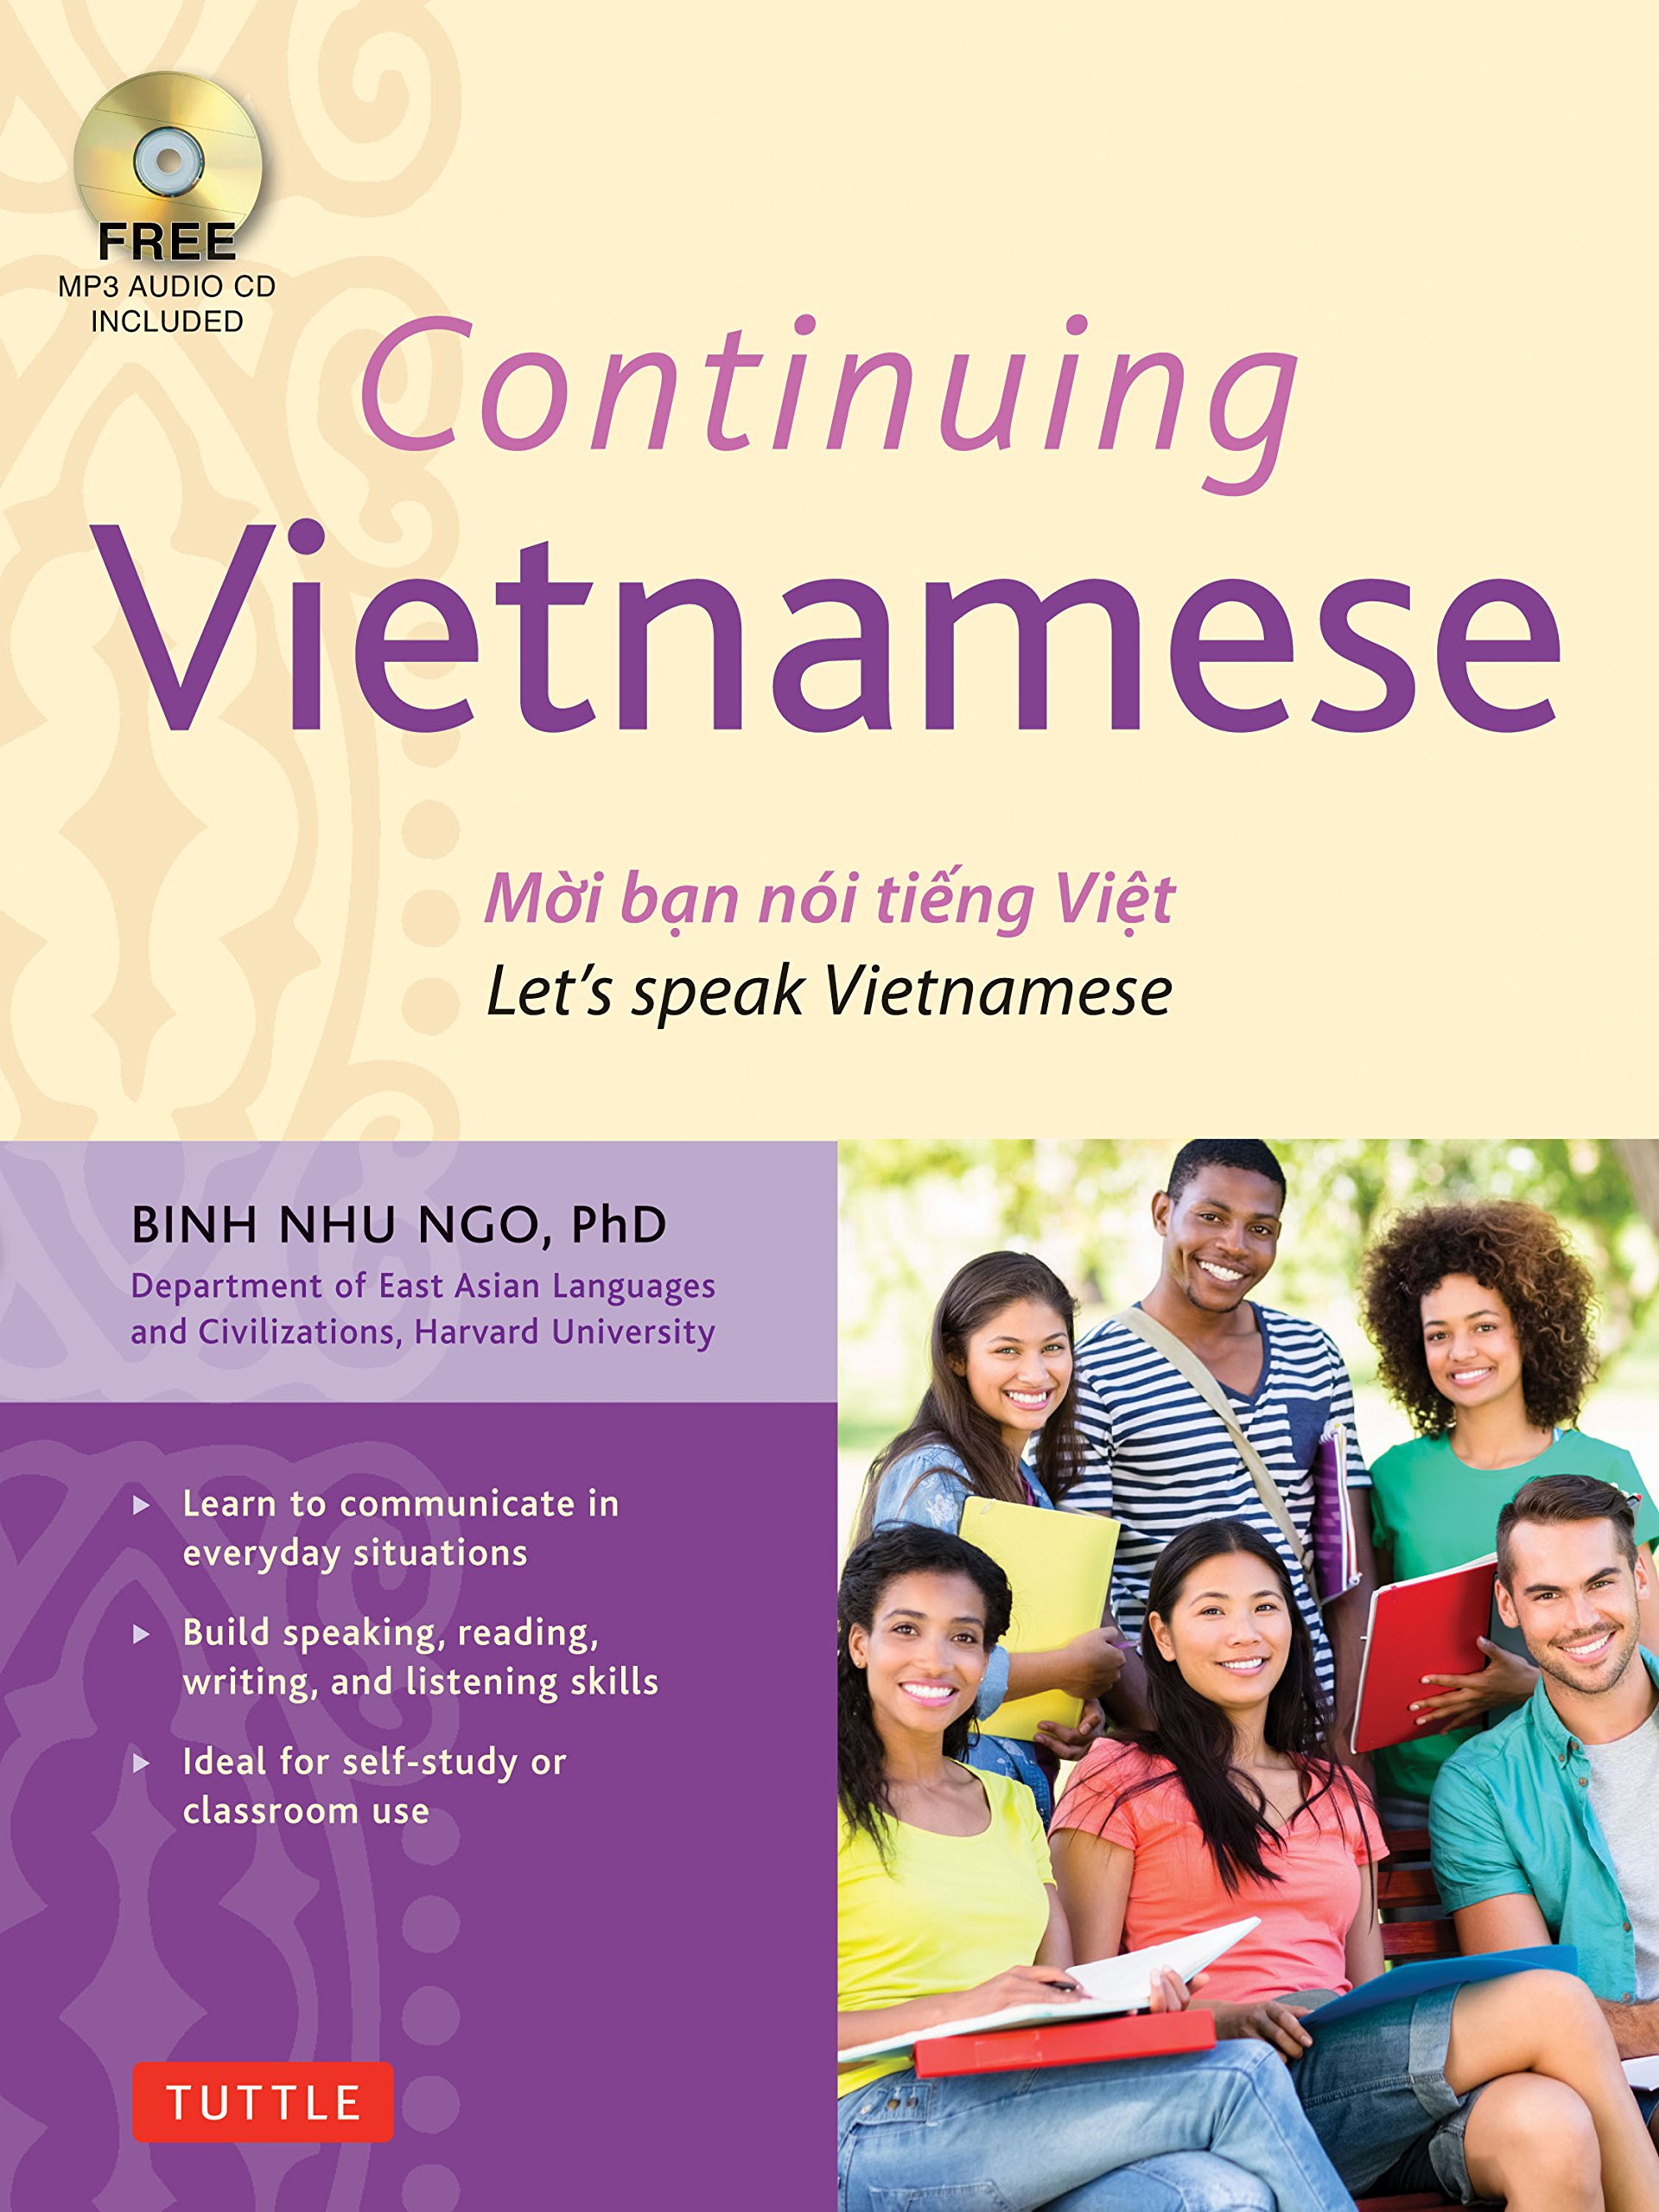 FREE
MP3 AUDIO CD
INCLUDED
Continuing
Vietnamese
Mời bạn nói tiếng Việt
Let's speak Vietnamese
BINH NHU NGO, PhD
Department of East Asian Languages
and Civilizations, Harvard University
▶ Learn to communicate in
everyday situations
▶ Build speaking, reading,
writing, and listening skills
▶ Ideal for self-study or
classroom use
TUTTLE